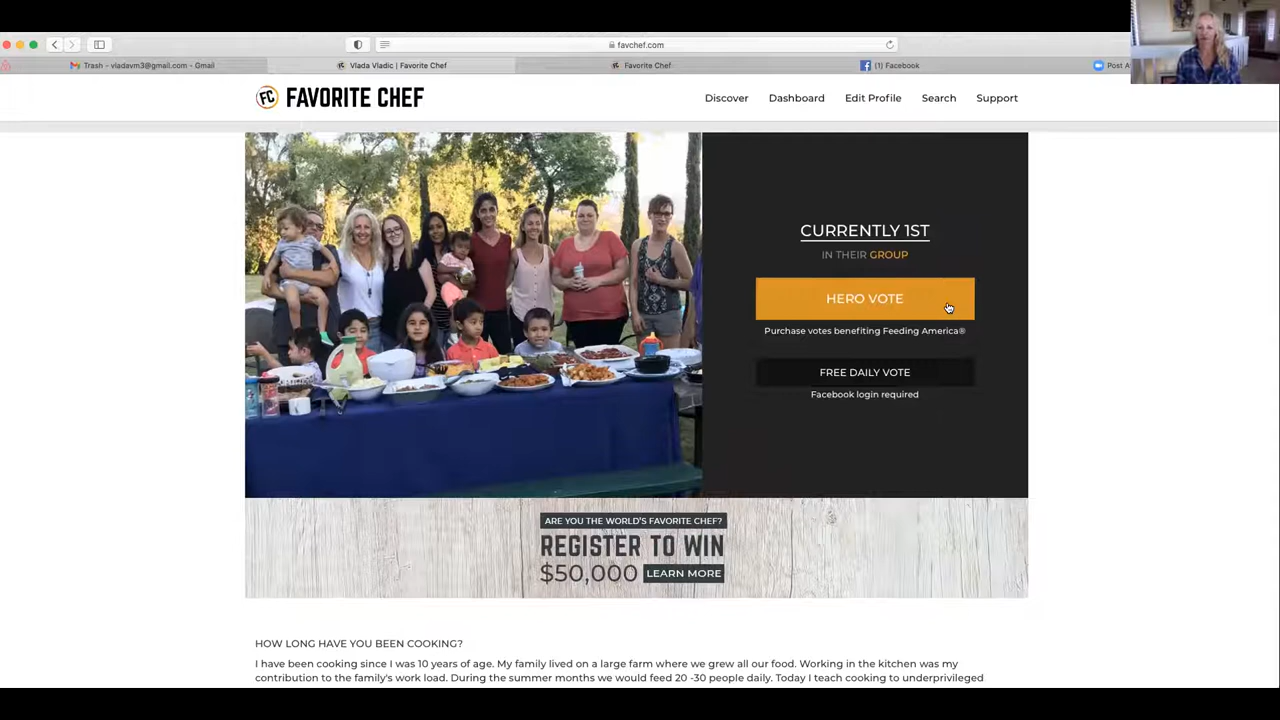 favchef.com
Trash – vladavm3@gmail.com – Gmail
Vlada Vladic | Favorite Chef
Favorite Chef
(1) Facebook
Post A
FC FAVORITE CHEF
Discover
Dashboard
Edit Profile
Search
Support
CURRENTLY 1ST
IN THEIR GROUP
HERO VOTE
Purchase votes benefiting Feeding America®
FREE DAILY VOTE
Facebook login required
ARE YOU THE WORLD'S FAVORITE CHEF?
REGISTER TO WIN
$50,000 LEARN MORE
HOW LONG HAVE YOU BEEN COOKING?
I have been cooking since I was 10 years of age. My family lived on a large farm where we grew all our food. Working in the kitchen was my
contribution to the family's work load. During the summer months we would feed 20 -30 people daily. Today I teach cooking to underprivileged